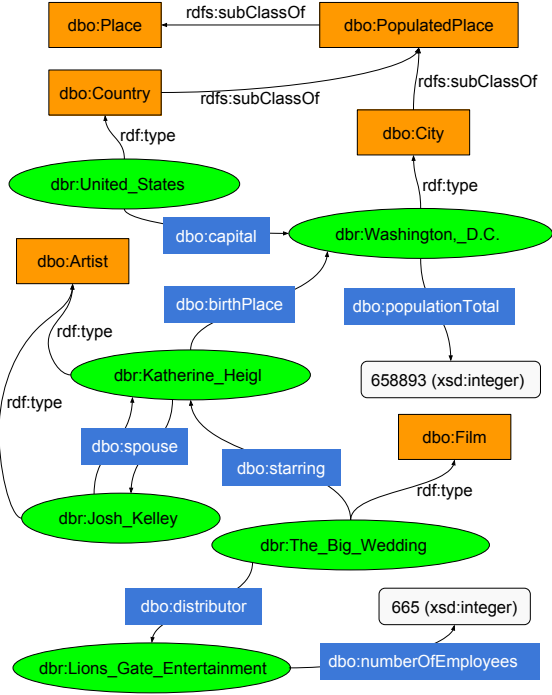 dbo:Place
rdfs:subClassOf
dbo:PopulatedPlace
dbo:Country
rdfs:subClassOf
rdfs:subClassOf
dbo:City
rdf:type
rdf:type
dbr:United_States
dbo:capital
dbr:Washington,_D.C.
dbo:Artist
dbo:birthPlace
dbo:populationTotal
rdf:type
dbr:Katherine_Heigl
658893 (xsd:integer)
rdf:type
dbo:spouse
dbo:starring
dbo:Film
rdf:type
dbr:Josh_Kelley
dbr:The_Big_Wedding
dbo:distributor
665 (xsd:integer)
dbr:Lions_Gate_Entertainment
dbo:numberOfEmployees